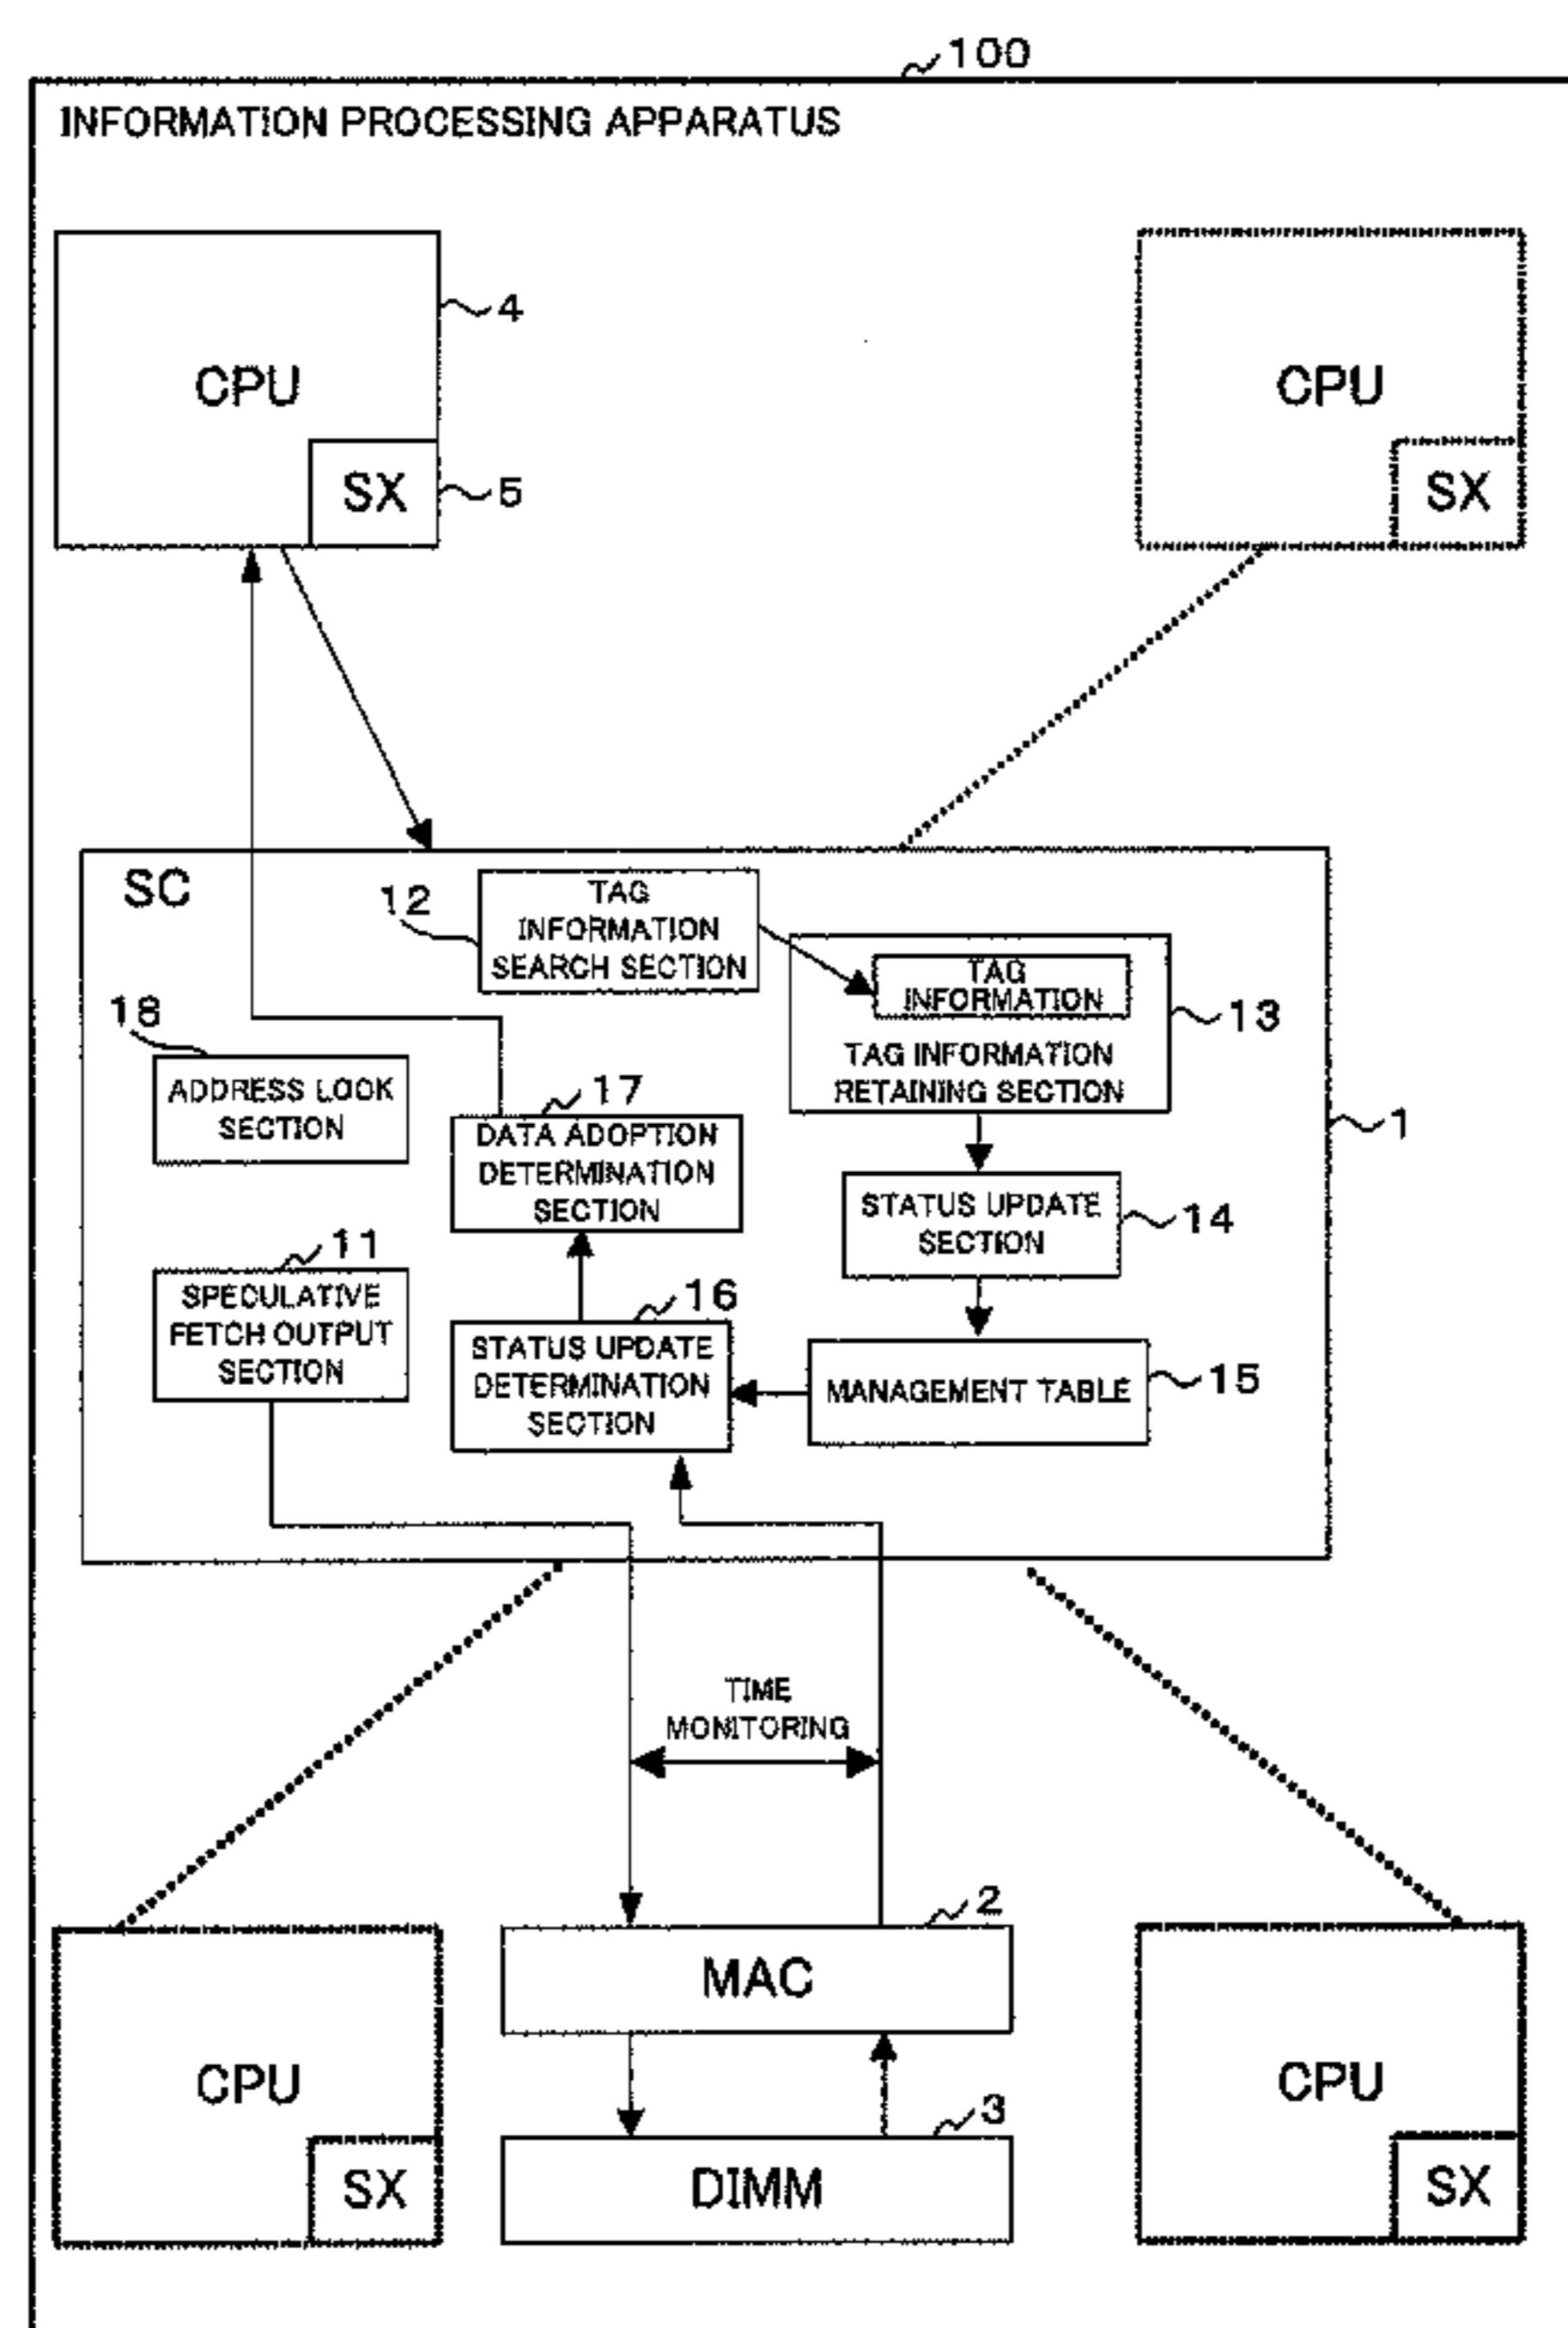 100
INFORMATION PROCESSING APPARATUS
CPU
4
SX
5
CPU
SX
SC
12
TAG
INFORMATION
SEARCH SECTION
TAG
INFORMATION
TAG INFORMATION
RETAINING SECTION
13
18
ADDRESS LOOK
SECTION
17
DATA ADOPTION
DETERMINATION
SECTION
1
STATUS UPDATE
SECTION
14
11
SPECULATIVE
FETCH OUTPUT
SECTION
16
STATUS UPDATE
DETERMINATION
SECTION
MANAGEMENT TABLE
15
TIME
MONITORING
2
MAC
CPU
SX
3
DIMM
CPU
SX